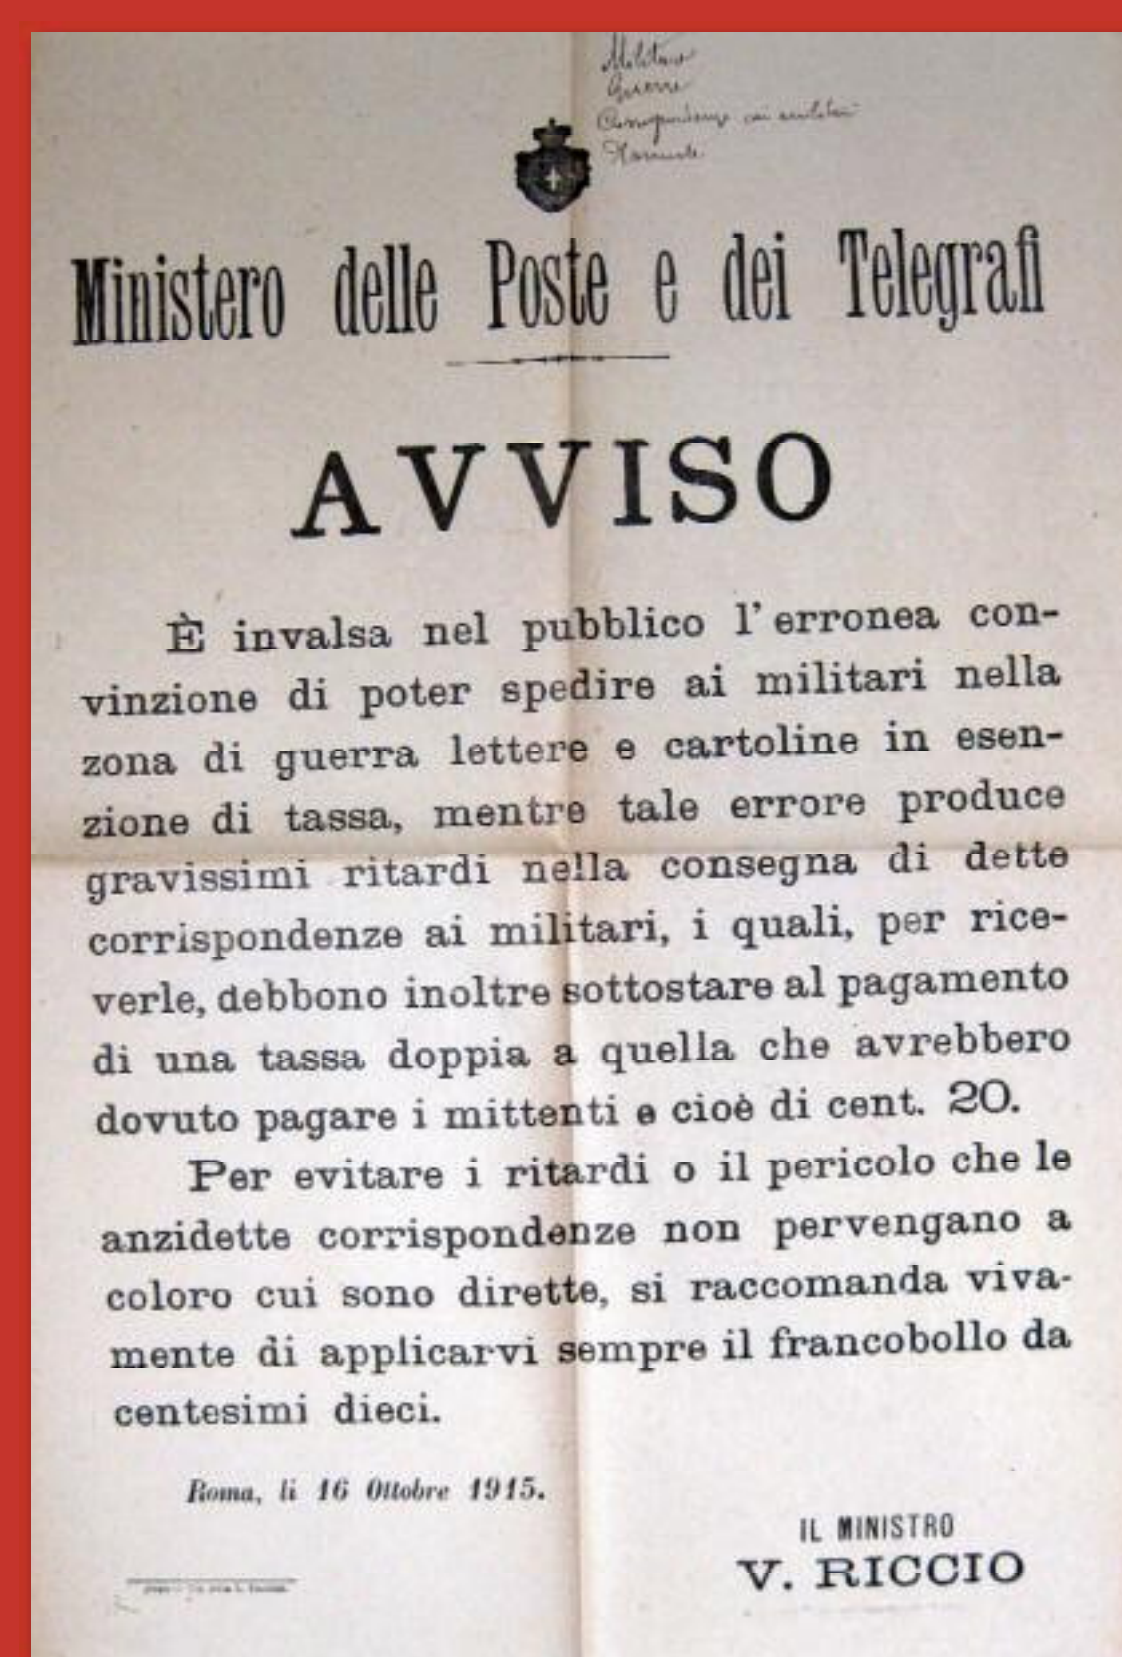 Militari
Guerra
Corrispondenza coi militari
Ministero delle Poste e dei Telegrafi
AVVISO
È invalsa nel pubblico l'erronea con-
vinzione di poter spedire ai militari nella
zona di guerra lettere e cartoline in esen-
zione di tassa, mentre tale errore produce
gravissimi ritardi nella consegna di dette
corrispondenze ai militari, i quali, per rice-
verle, debbono inoltre sottostare al pagamento
di una tassa doppia a quella che avrebbero
dovuto pagare i mittenti e cioè di cent. 20.
Per evitare i ritardi o il pericolo che le
anzidette corrispondenze non pervengano a
coloro cui sono dirette, si raccomanda viva-
mente di applicarvi sempre il francobollo da
centesimi dieci.
Roma, li 16 Ottobre 1915.
IL MINISTRO
V. RICCIO